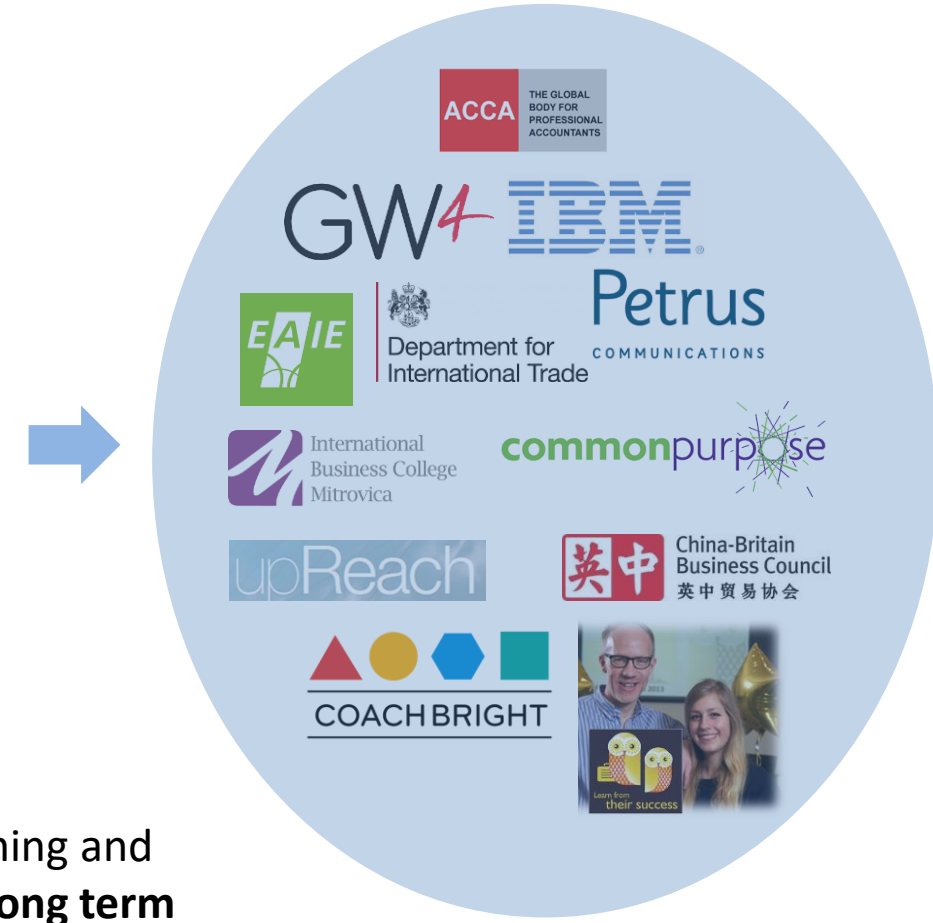 ACCA
THE GLOBAL
BODY FOR
PROFESSIONAL
ACCOUNTANTS
GW4
IBM®
Petrus
COMMUNICATIONS
EAIE
Department for
International Trade
International
Business College
Mitrovica
commonpurpose
upReach
英中
China-Britain
Business Council
英中贸易协会
COACHBRIGHT
2013
Learn from
their success
ning and
ong term